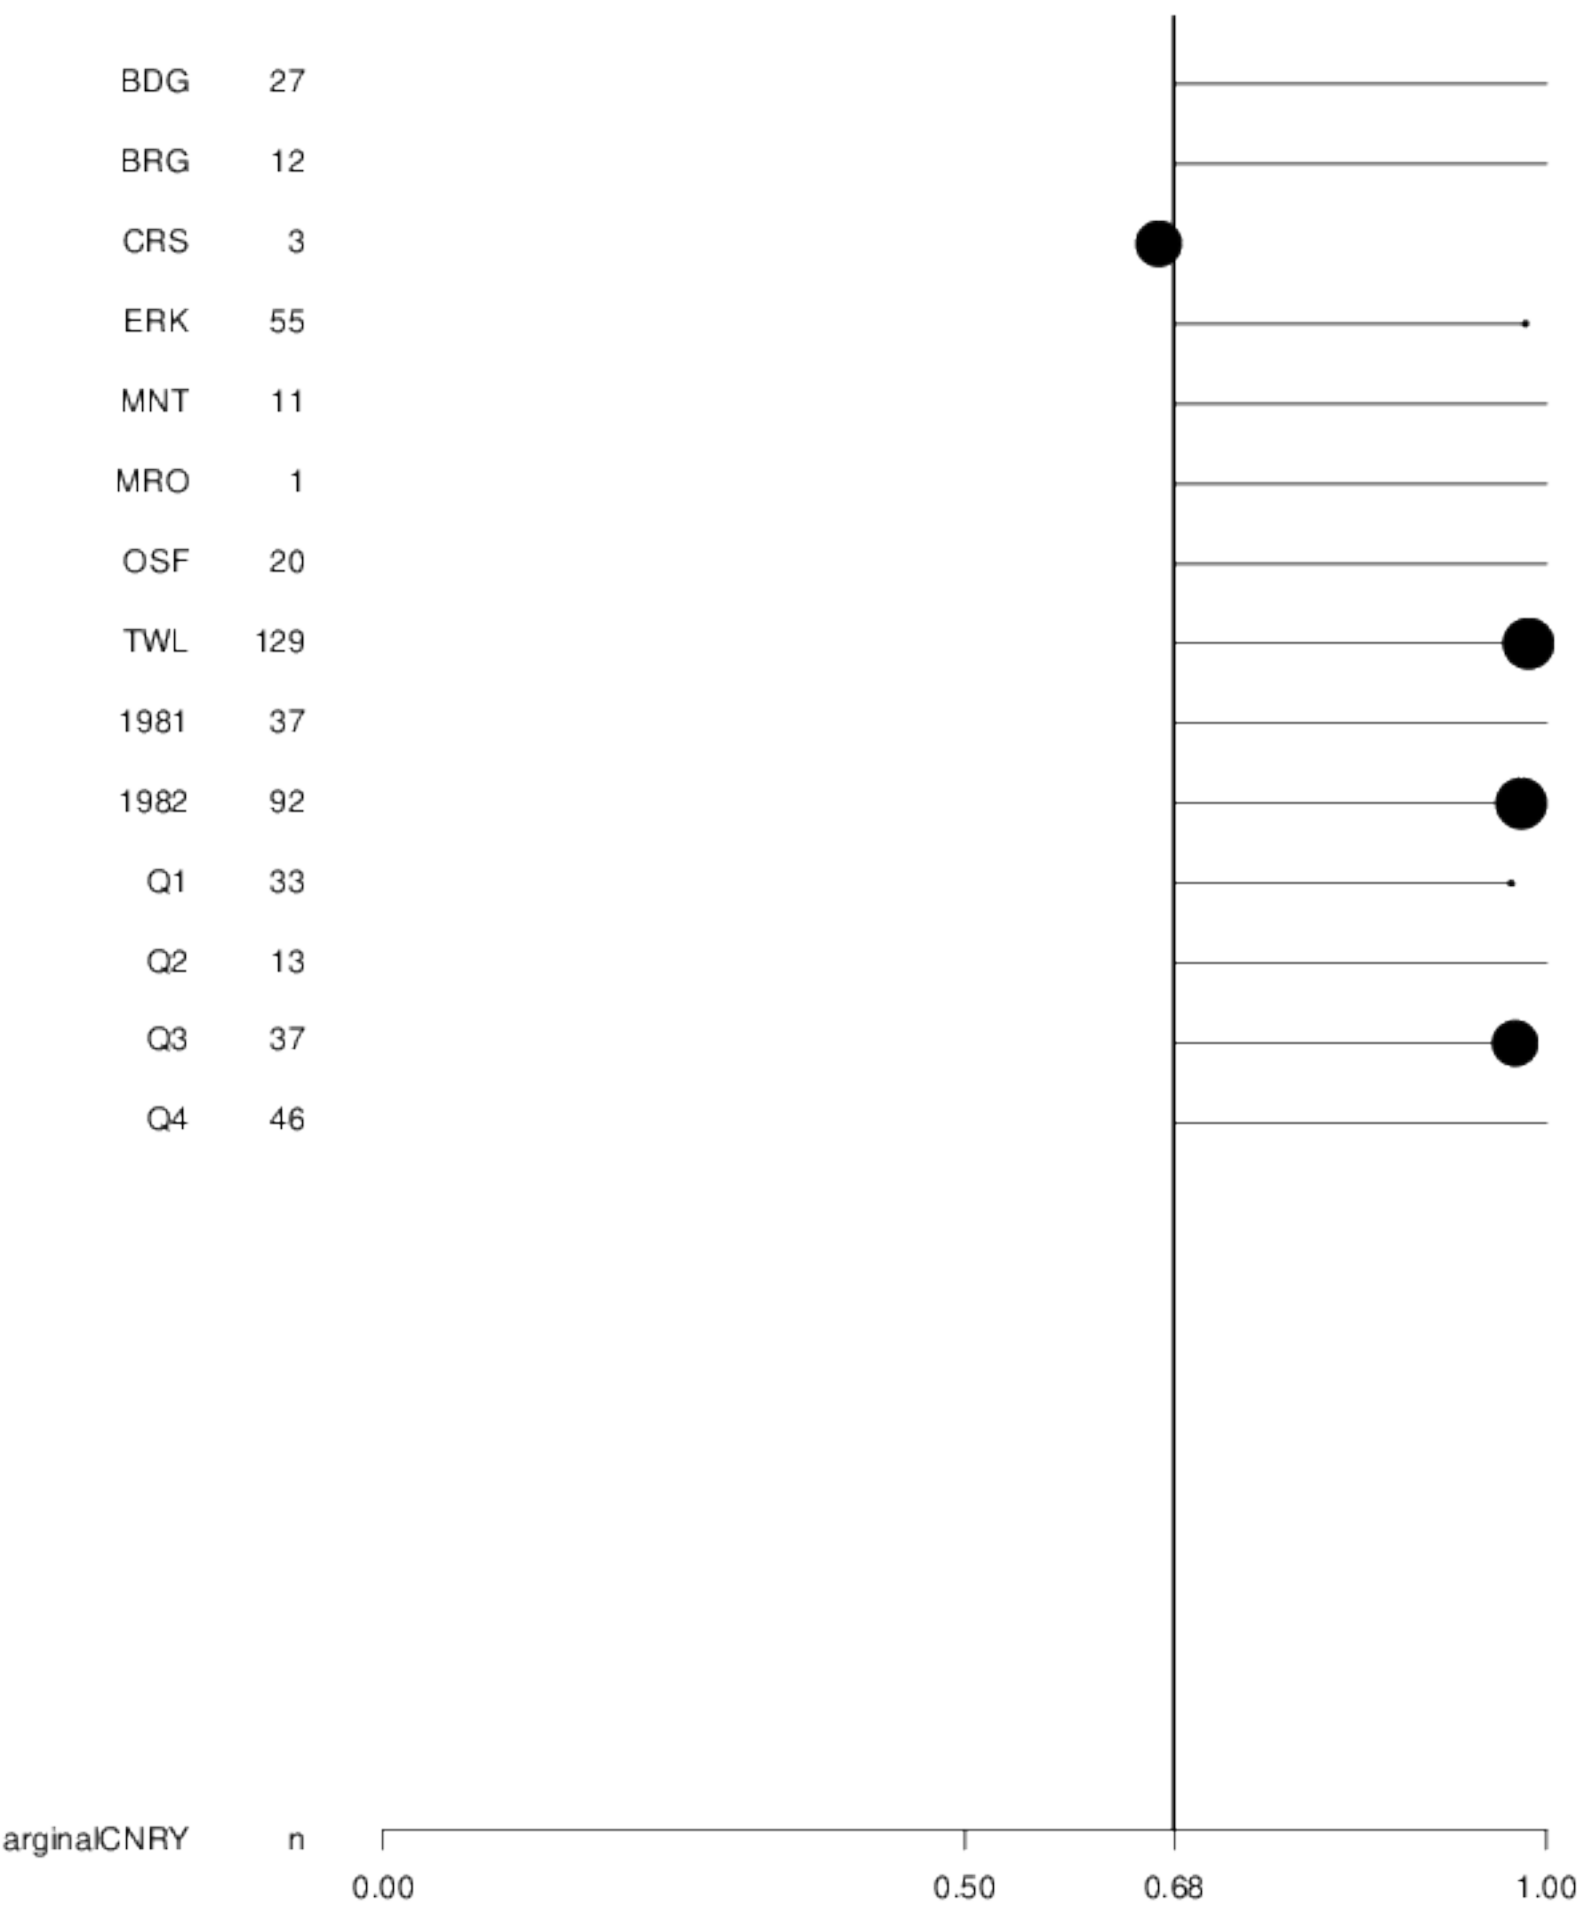 BDG 27
BRG 12
CRS 3
ERK 55
MNT 11
MRO 1
OSF 20
TWL 129
1981 37
1982 92
Q1 33
Q2 13
Q3 37
Q4 46
arginalCNRY n
0.00 0.50 0.68 1.00